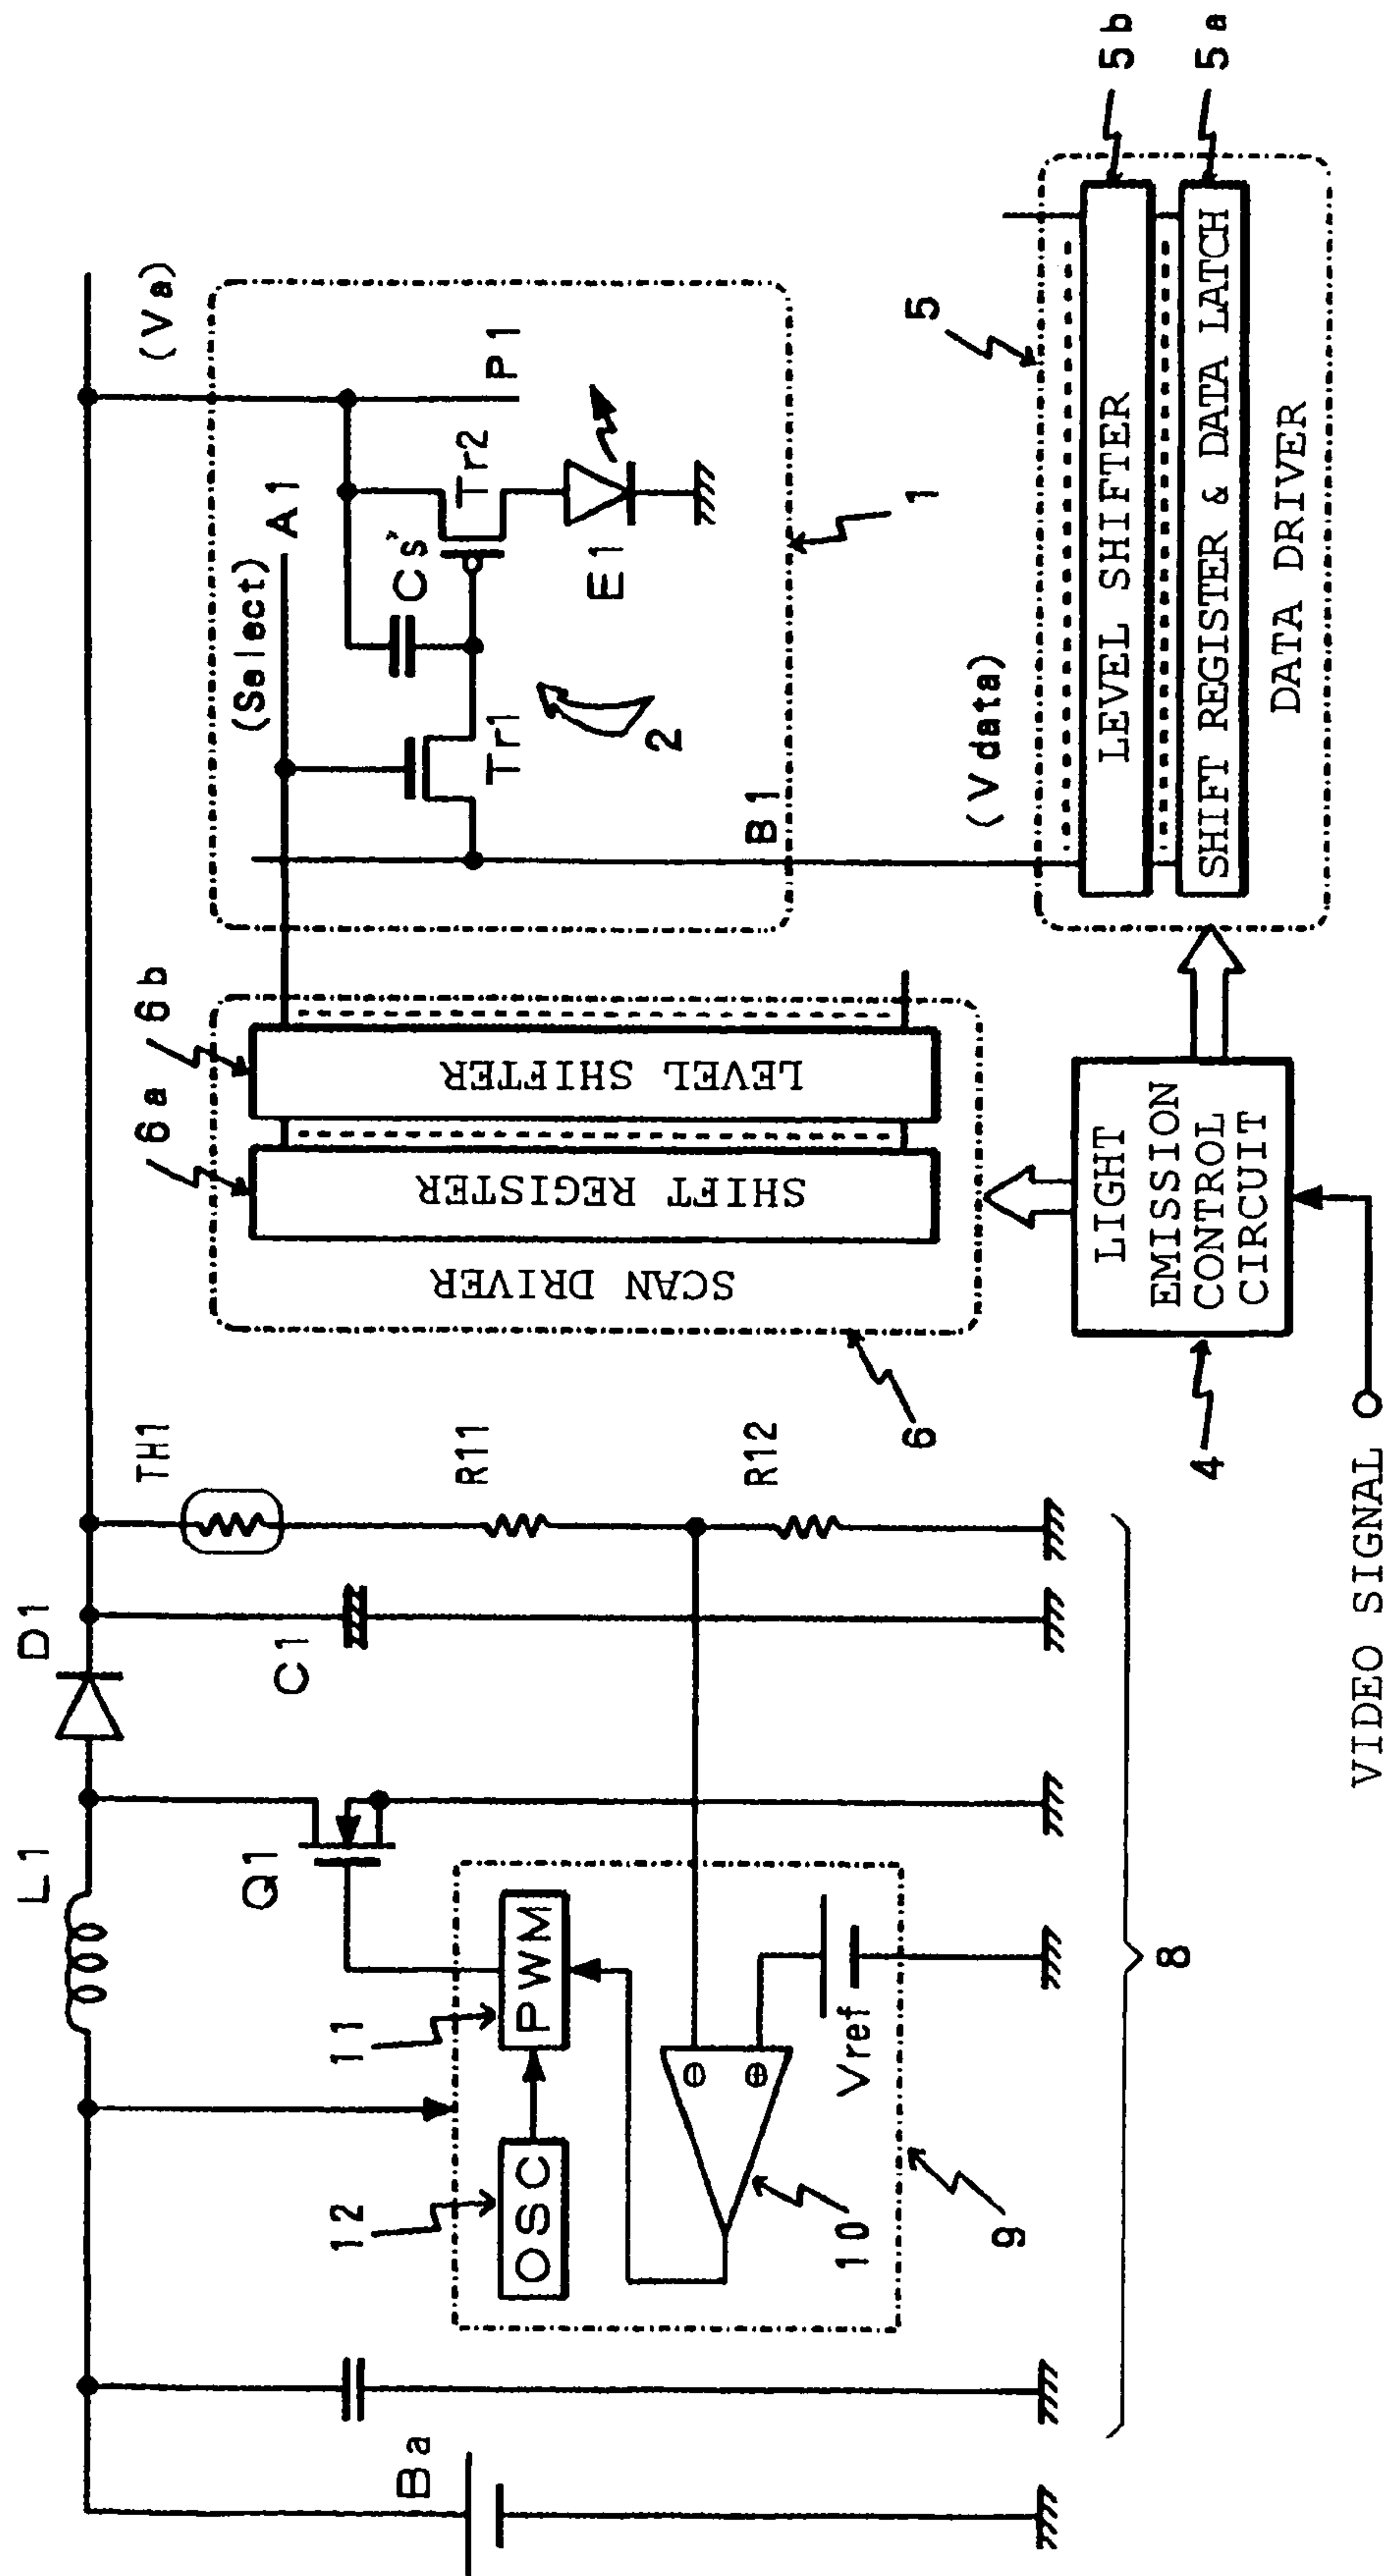 L1
D1
TH1
(Va)
Ba
12
OSC
11
PWM
Q1
C1
R11
R12
10
Vref
⊖
⊕
9
8
6a
6b
SHIFT REGISTER
LEVEL SHIFTER
SCAN DRIVER
6
(Select)
A1
Tr1
Cs
Tr2
P1
E1
2
B1
1
(Vdata)
5
LEVEL SHIFTER
5b
SHIFT REGISTER & DATA LATCH
5a
DATA DRIVER
LIGHT
EMISSION
CONTROL
CIRCUIT
4
VIDEO SIGNAL